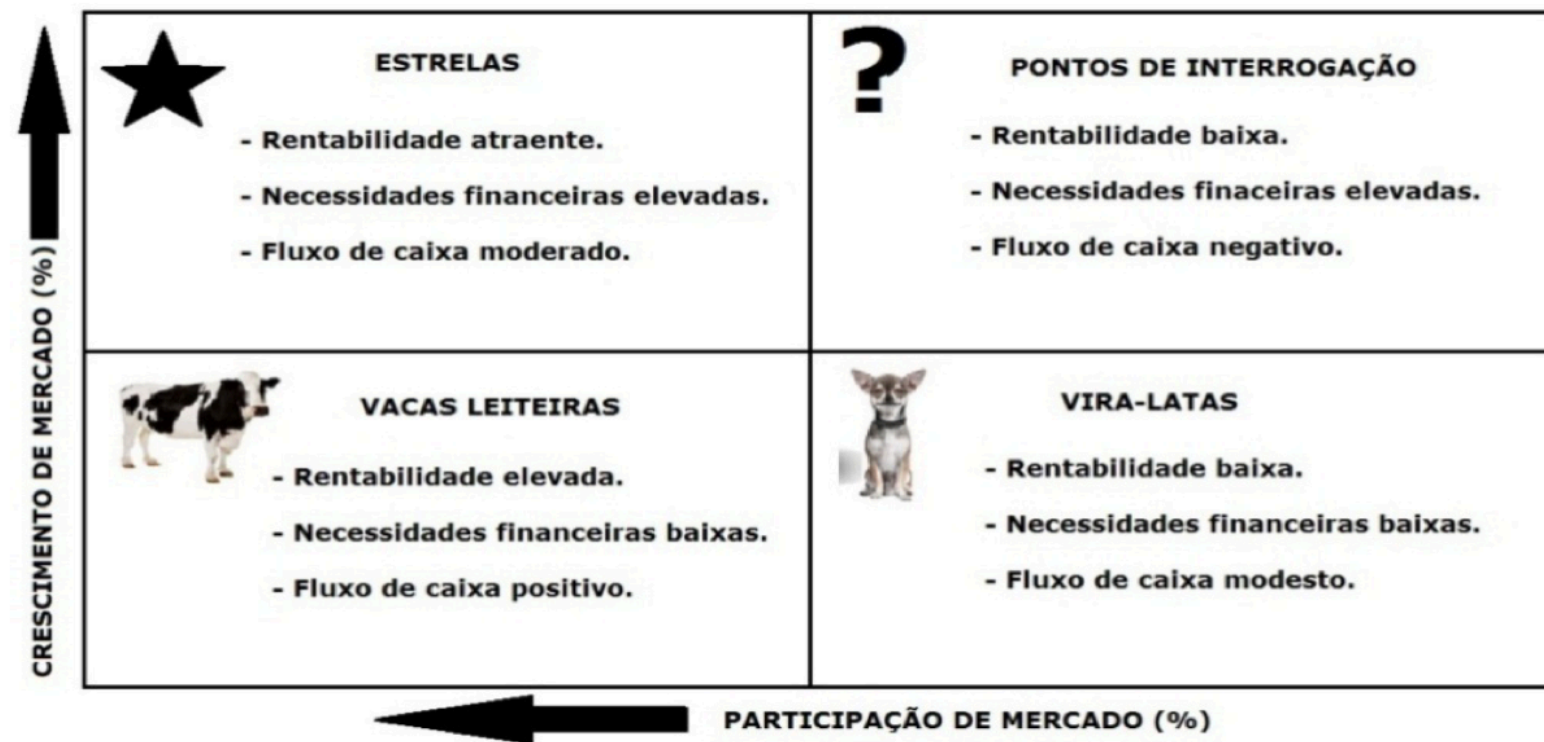 ESTRELAS
- Rentabilidade atraente.
- Necessidades financeiras elevadas.
- Fluxo de caixa moderado.
?
PONTOS DE INTERROGAÇÃO
- Rentabilidade baixa.
- Necessidades finaceiras elevadas.
- Fluxo de caixa negativo.
VACAS LEITEIRAS
- Rentabilidade elevada.
- Necessidades financeiras baixas.
- Fluxo de caixa positivo.
VIRA-LATAS
- Rentabilidade baixa.
- Necessidades financeiras baixas.
- Fluxo de caixa modesto.
CRESCIMENTO DE MERCADO (%)
PARTICIPAÇÃO DE MERCADO (%)